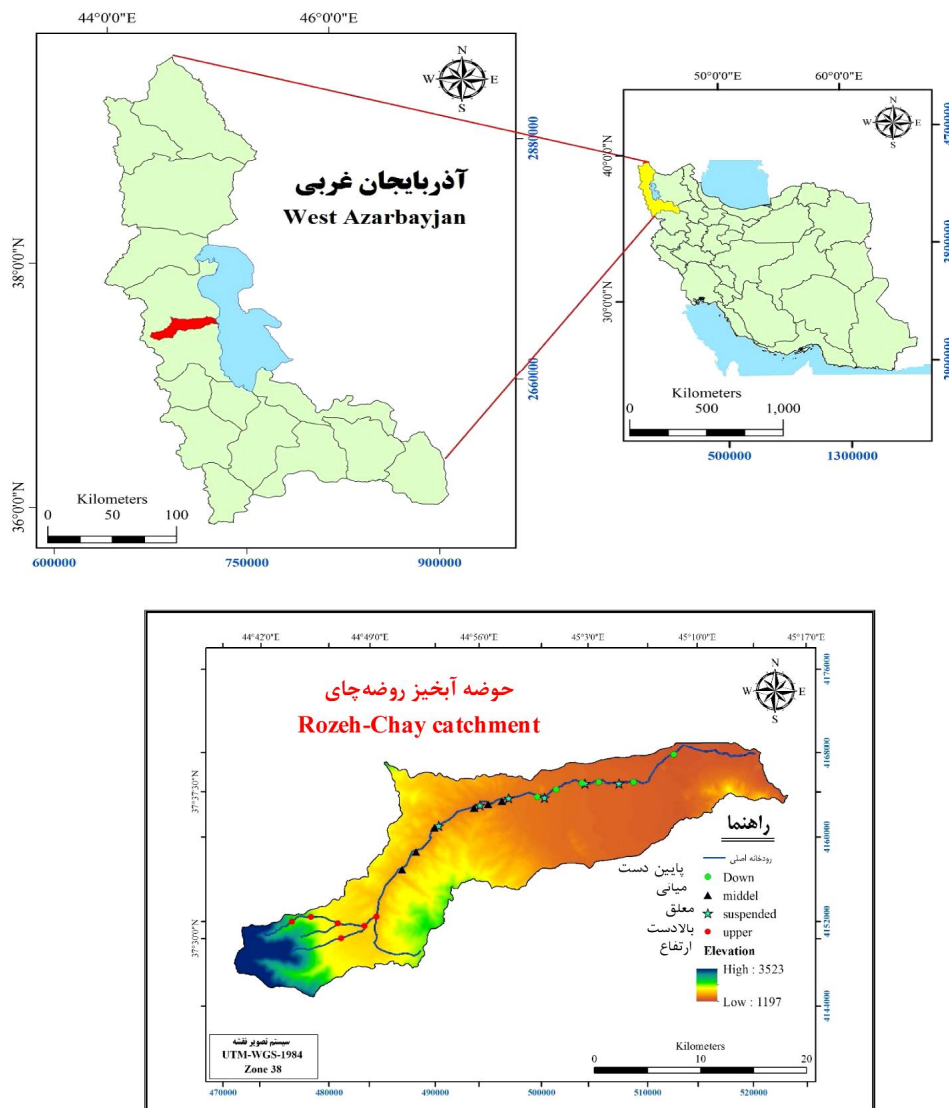 44°0'0"E
46°0'0"E
N
W
E
S
آذربایجان غربی
West Azarbayjan
38°0'0"N
36°0'0"N
2880000
2660000
Kilometers
0 50 100
600000
750000
900000
50°0'0"E
60°0'0"E
N
W
E
S
40°0'0"N
30°0'0"N
Kilometers
0 500 1,000
500000
1300000
44°42'0"E
44°49'0"E
44°56'0"E
45°3'0"E
45°10'0"E
45°17'0"E
حوضه آبخیز روضه‌چای
Rozeh-Chay catchment
N
W
E
S
4176000
4168000
4160000
4152000
4144000
37°37'30"N
37°30'0"N
راهنما
رودخانه اصلی
پایین دست
Down
میانی
middel
معلق
suspended
بالادست
upper
ارتفاع
Elevation
High : 3523
Low : 1197
سیستم تصویر نقشه
UTM-WGS-1984
Zone 38
Kilometers
0 10 20
470000
480000
490000
500000
510000
520000